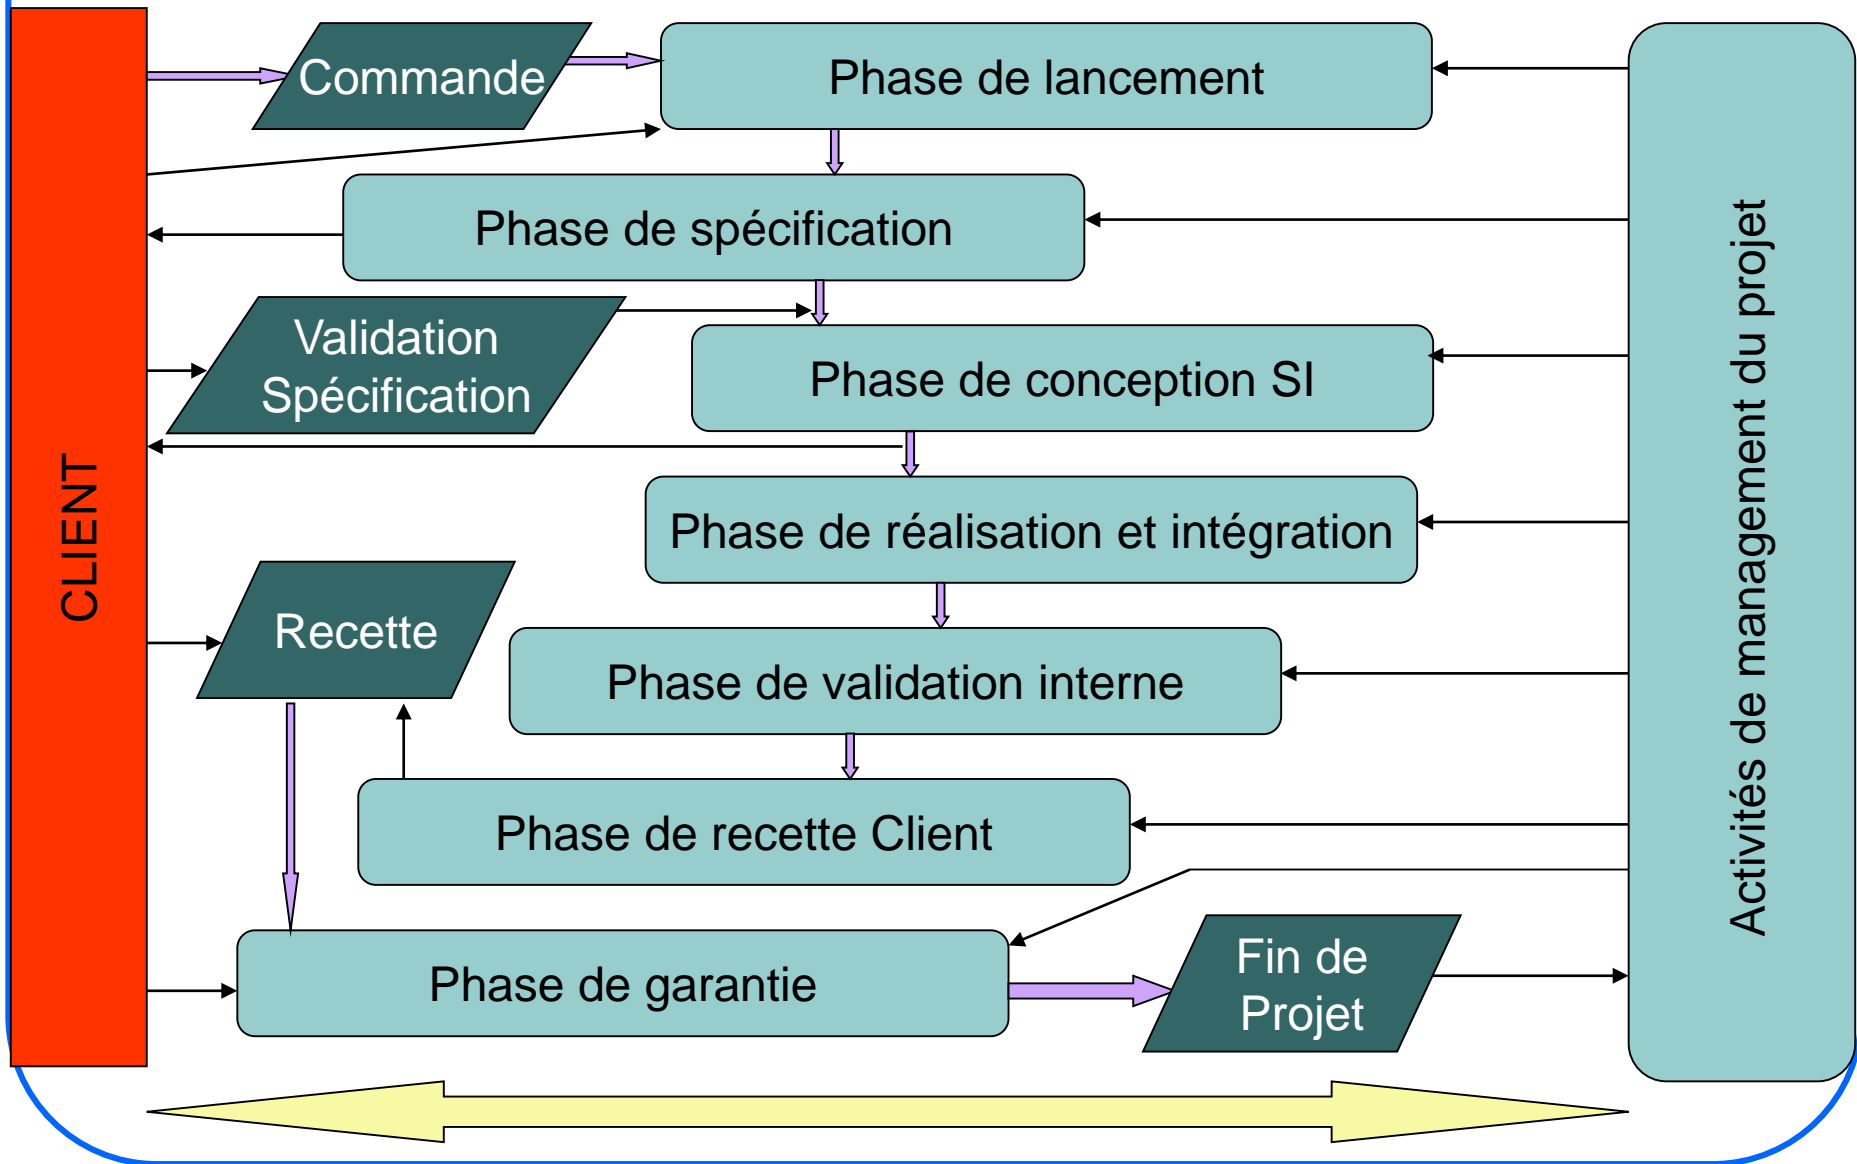 Commande
Phase de lancement
Phase de spécification
Validation
Spécification
Phase de conception SI
CLIENT
Phase de réalisation et intégration
Recette
Phase de validation interne
Phase de recette Client
Phase de garantie
Fin de
Projet
Activités de management du projet